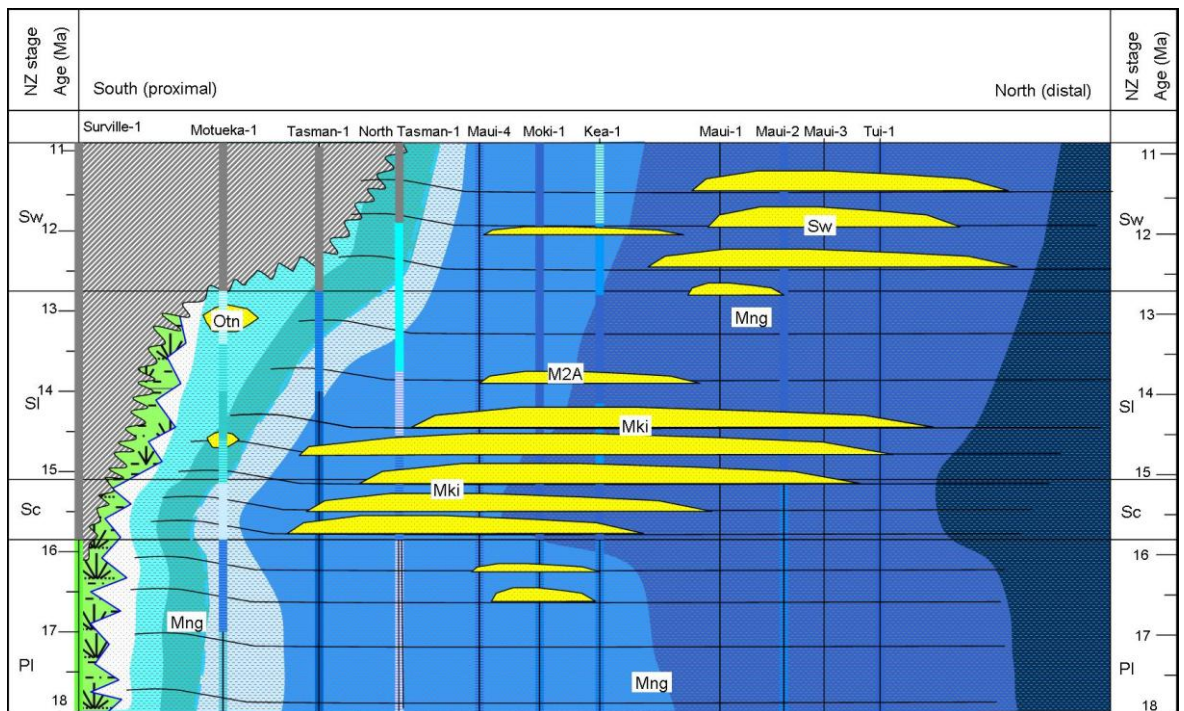 NZ stage
Age (Ma)
South (proximal)
North (distal)
NZ stage
Age (Ma)
Surville-1
Motueka-1
Tasman-1
North Tasman-1
Maui-4
Moki-1
Kea-1
Maui-1
Maui-2
Maui-3
Tui-1
11
11
Sw
12
Sw
Sw
12
13
Otn
Mng
13
M2A
14
14
Sl
Mki
Sl
15
15
Mki
Sc
Sc
16
16
Mng
17
17
Pl
Mng
Pl
18
18